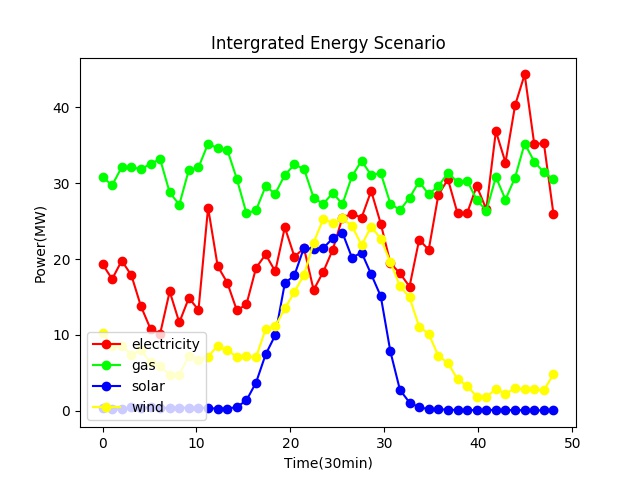 Intergrated Energy Scenario
Power(MW)
40
30
20
10
0
electricity
gas
solar
wind
0 10 20 30 40 50
Time(30min)